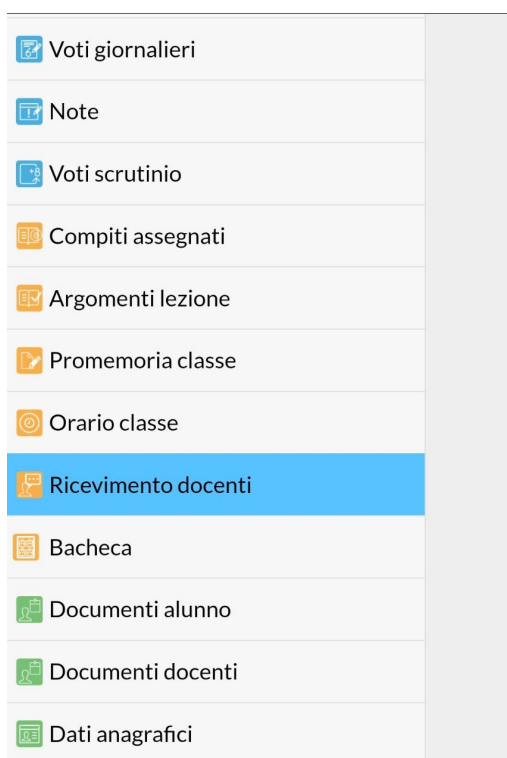 Voti giornalieri
Note
Voti scrutinio
Compiti assegnati
Argomenti lezione
Promemoria classe
Orario classe
Ricevimento docenti
Bacheca
Documenti alunno
Documenti docenti
Dati anagrafici